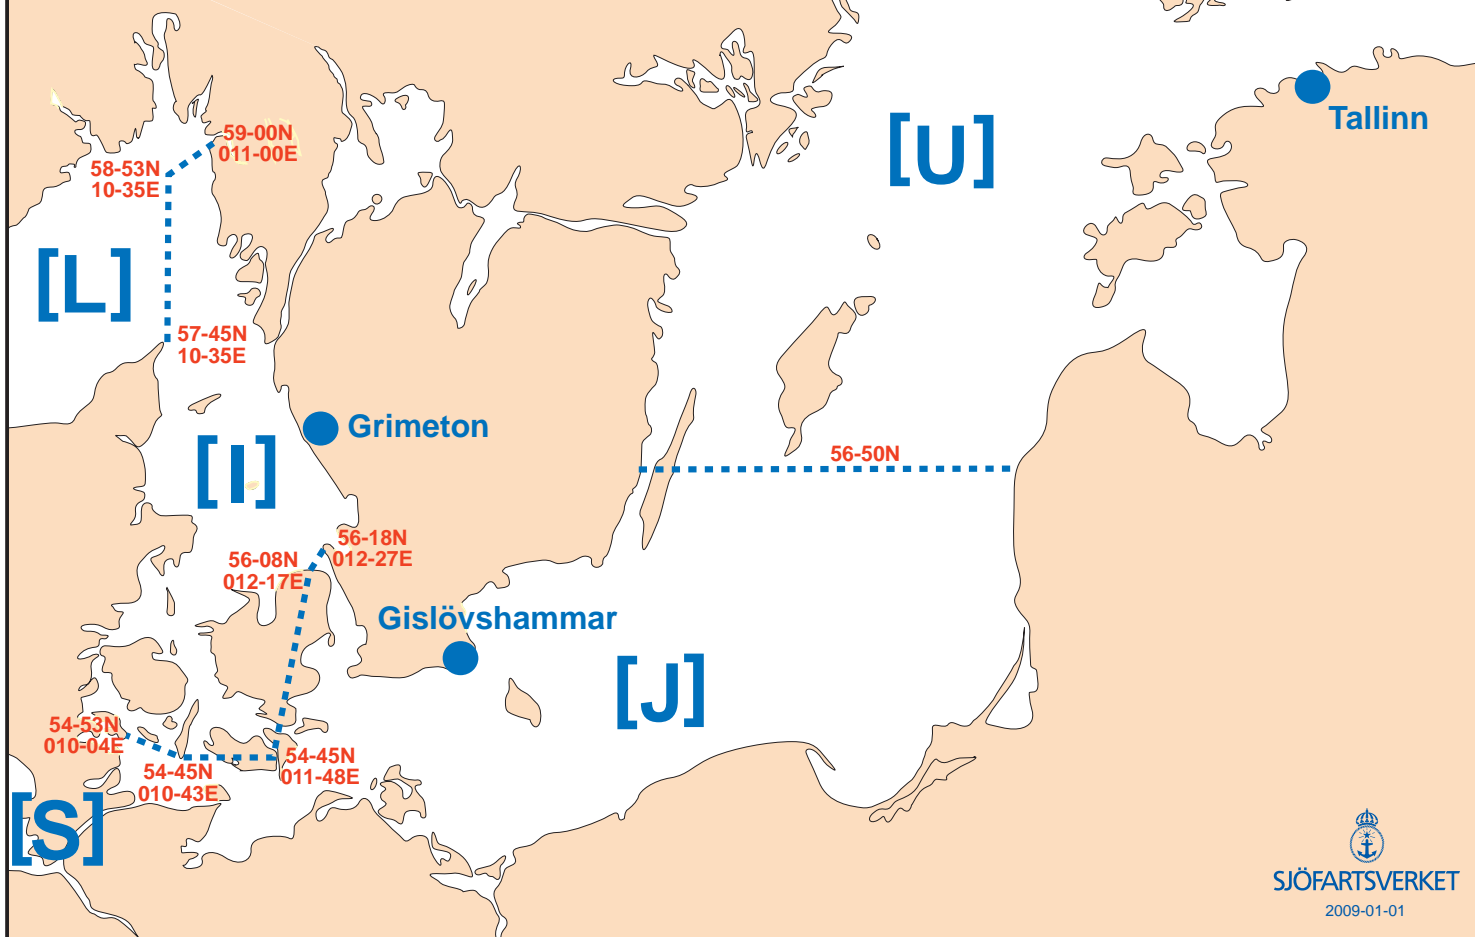 Tallinn
[U]
59-00N
011-00E
58-53N
10-35E
[L]
57-45N
10-35E
Grimeton
[I]
56-50N
56-18N
012-27E
56-08N
012-17E
Gislövshammar
[J]
54-53N
010-04E
54-45N
010-43E
54-45N
011-48E
[S]
SJÖFARTSVERKET
2009-01-01